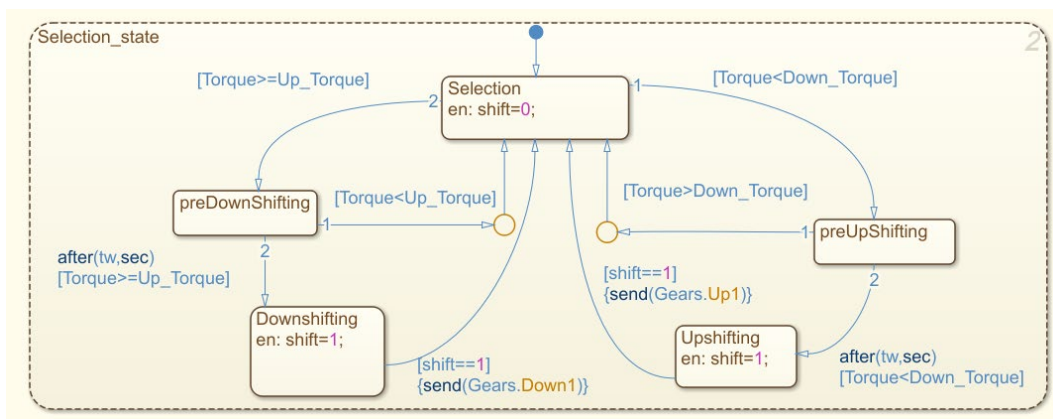 Selection_state
2
[Torque>=Up_Torque]
Selection
en: shift=0;
2
1
[Torque<Down_Torque]
preDownShifting
[Torque<Up_Torque]
1
2
[Torque>Down_Torque]
preUpShifting
1
2
after(tw,sec)
[Torque>=Up_Torque]
[shift==1]
{send(Gears.Up1)}
Downshifting
en: shift=1;
Upshifting
en: shift=1;
after(tw,sec)
[Torque<Down_Torque]
[shift==1]
{send(Gears.Down1)}